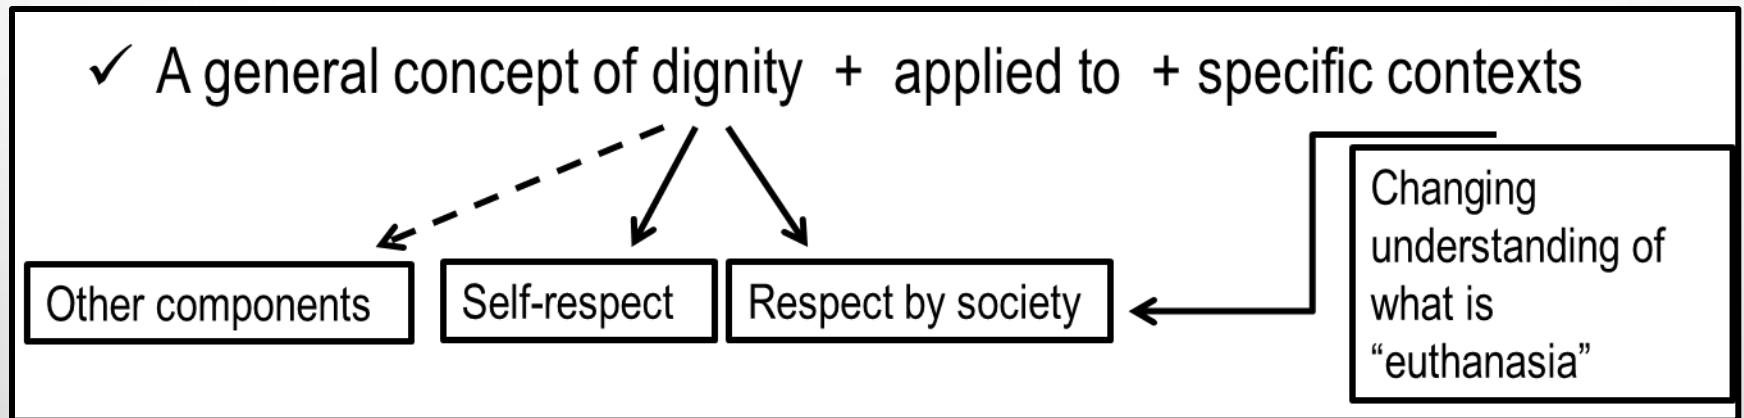 ✓ A general concept of dignity + applied to + specific contexts
Other components
Self-respect
Respect by society
Changing
understanding of
what is
“euthanasia”